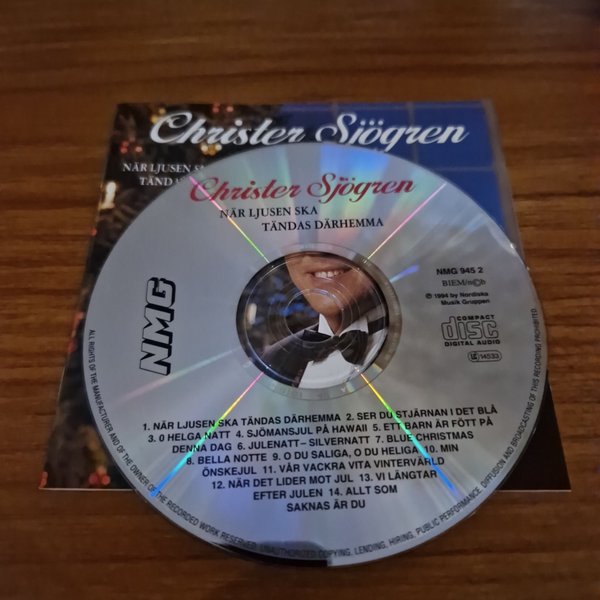 Christer Sjögren
NÄR LJUSEN
TÄND
Christer Sjögren
NÄR LJUSEN SKA
TÄNDAS DÄRHEMMA
NMG
NMG 945 2
BIEM/n©b
℗ 1994 by Nordiska
Musik Gruppen
COMPACT
disc
DIGITAL AUDIO
LC 14533
1. NÄR LJUSEN SKA TÄNDAS DÄRHEMMA 2. SER DU STJÄRNAN I DET BLÅ
3. O HELGA NATT 4. SJÖMANSJUL PÅ HAWAII 5. ETT BARN ÄR FÖTT PÅ
DENNA DAG 6. JULENATT– SILVERNATT 7. BLUE CHRISTMAS
8. BELLA NOTTE 9. O DU SALIGA, O DU HELIGA 10. MIN
ÖNSKEJUL 11. VÅR VACKRA VITA VINTERVÄRLD
12. NÄR DET LIDER MOT JUL 13. VI LÄNGTAR
EFTER JULEN 14. ALLT SOM
SAKNAS ÄR DU
ALL RIGHTS OF THE MANUFACTURER AND OF THE OWNER OF THE RECORDED WORK RESERVED. UNAUTHORIZED COPYING, LENDING, HIRING, PUBLIC PERFORMANCE, DIFFUSION AND BROADCASTING OF THIS RECORDING PROHIBITED.